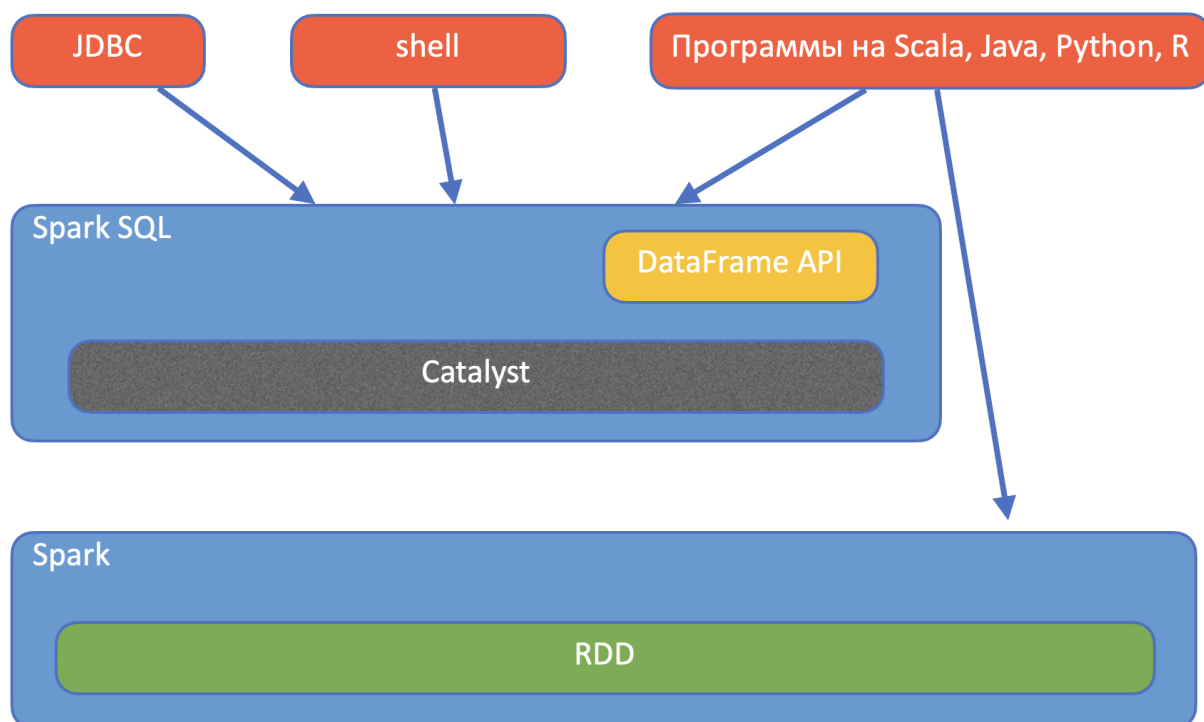 JDBC
shell
Программы на Scala, Java, Python, R
Spark SQL
DataFrame API
Catalyst
Spark
RDD